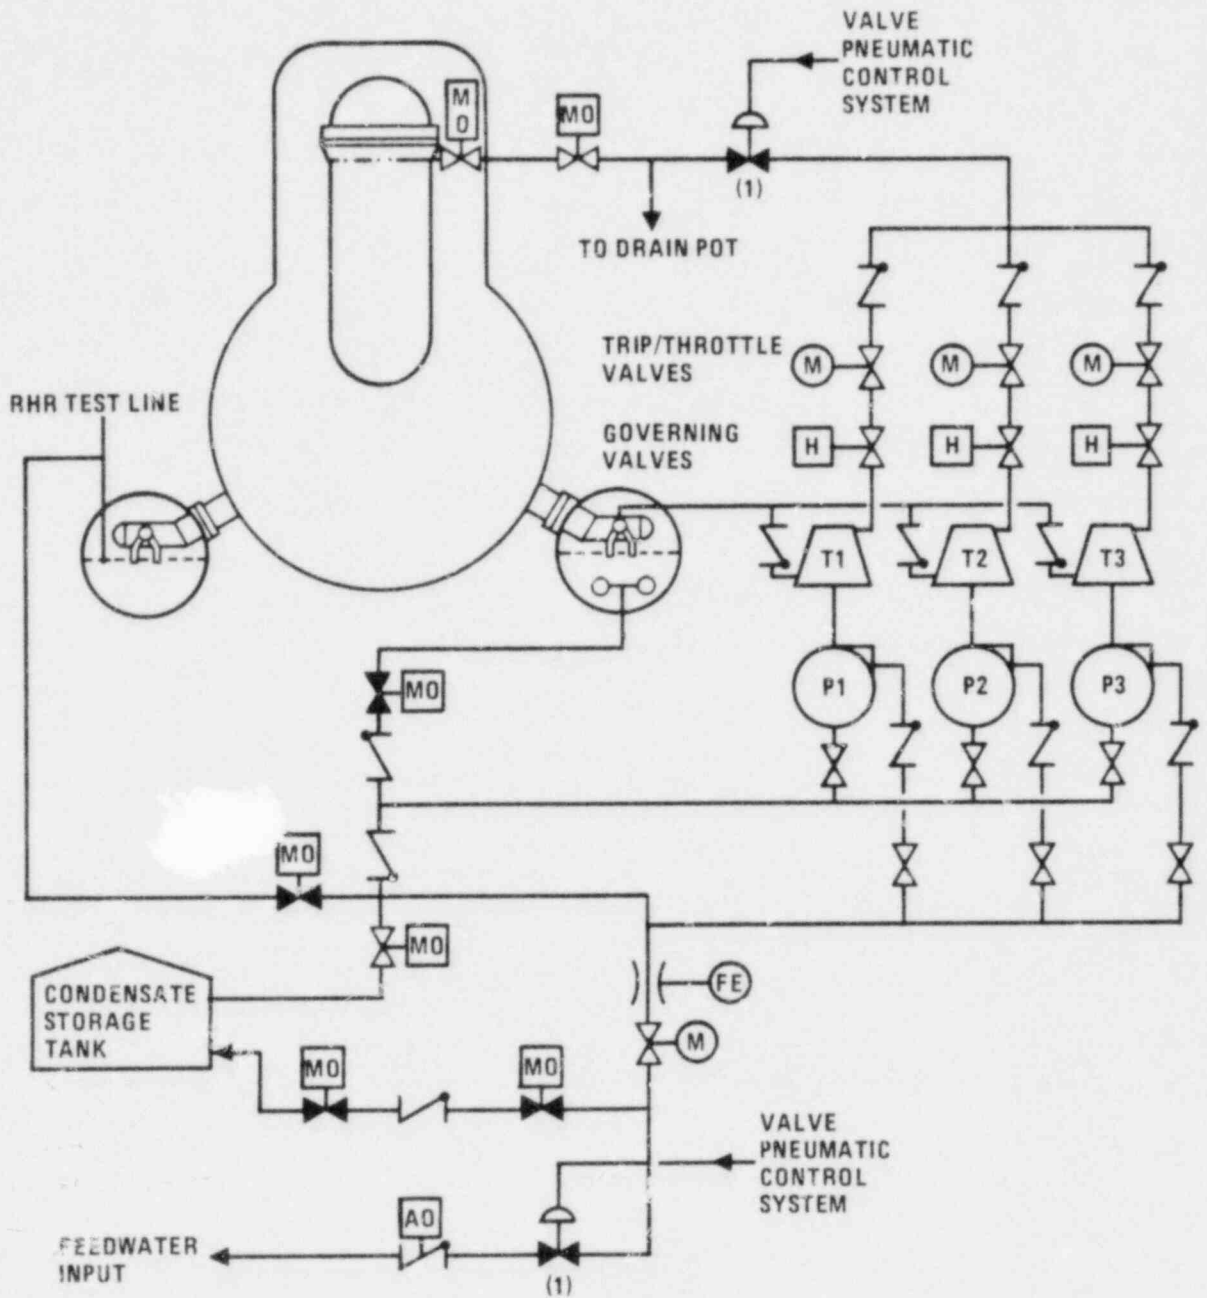 VALVE
PNEUMATIC
CONTROL
SYSTEM
M
O
MO
(1)
TO DRAIN POT
TRIP/THROTTLE
VALVES
M
M
M
RHR TEST LINE
GOVERNING
VALVES
H
H
H
T1
T2
T3
MO
P1
P2
P3
MO
MO
CONDENSATE
STORAGE
TANK
FE
M
MO
MO
VALVE
PNEUMATIC
CONTROL
SYSTEM
AO
FEEDWATER
INPUT
(1)